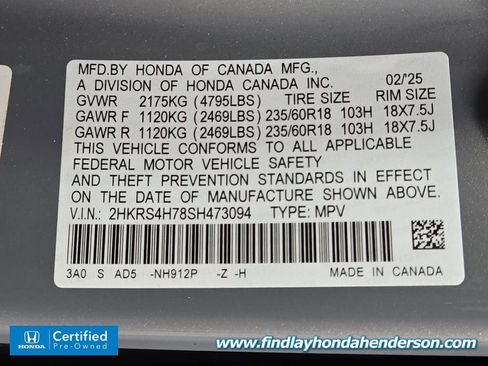 MFD.BY HONDA OF CANADA MFG., 02/'25
A DIVISION OF HONDA CANADA INC.
GVWR 2175KG (4795LBS) TIRE SIZE RIM SIZE
GAWR F 1120KG (2469LBS) 235/60R18 103H 18X7.5J
GAWR R 1120KG (2469LBS) 235/60R18 103H 18X7.5J
THIS VEHICLE CONFORMS TO ALL APPLICABLE
FEDERAL MOTOR VEHICLE SAFETY
AND THEFT PREVENTION STANDARDS IN EFFECT
ON THE DATE OF MANUFACTURE SHOWN ABOVE.
V.I.N.: 2HKRS4H78SH473094 TYPE: MPV
3A0 S AD5 -NH912P -Z -H MADE IN CANADA
HONDA Certified Pre-Owned
www.findlayhondahenderson.com